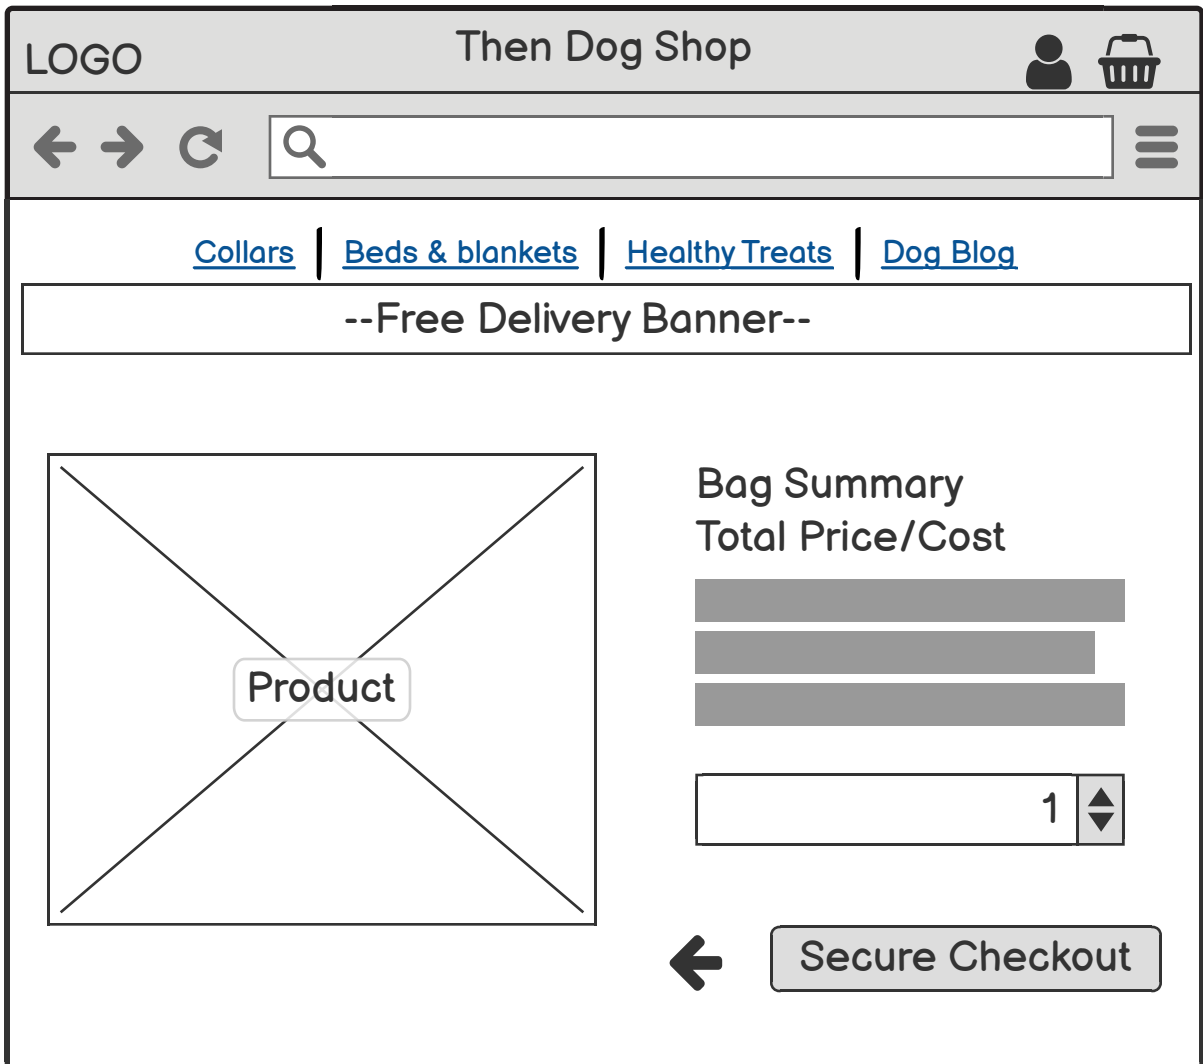 LOGO
Then Dog Shop
Collars
Beds & blankets
Healthy Treats
Dog Blog
--Free Delivery Banner--
Product
Bag Summary
Total Price/Cost
1
Secure Checkout